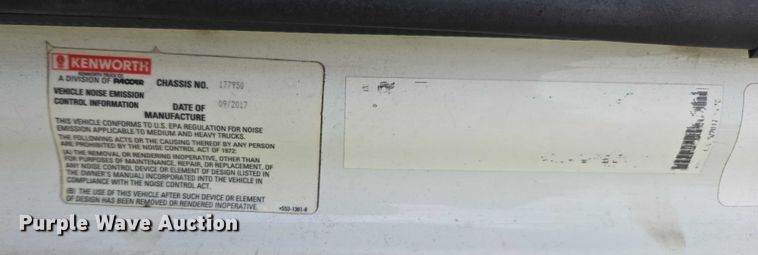 KENWORTH
KENWORTH TRUCK CO.
A DIVISION OF PACCAR CHASSIS NO. 177950
VEHICLE NOISE EMISSION
CONTROL INFORMATION DATE OF 09/2017
MANUFACTURE
THIS VEHICLE CONFORMS TO U.S. EPA REGULATION FOR NOISE
EMISSION APPLICABLE TO MEDIUM AND HEAVY TRUCKS.
THE FOLLOWING ACTS OR THE CAUSING THEREOF BY ANY PERSON
ARE PROHIBITED BY THE NOISE CONTROL ACT OF 1972:
(A) THE REMOVAL OR RENDERING INOPERATIVE, OTHER THAN
FOR PURPOSES OF MAINTENANCE, REPAIR, OR REPLACEMENT, OF
ANY NOISE CONTROL DEVICE OR ELEMENT OF DESIGN (LISTED IN
THE OWNER'S MANUAL) INCORPORATED INTO THE VEHICLE IN
COMPLIANCE WITH THE NOISE CONTROL ACT.
(B) THE USE OF THIS VEHICLE AFTER SUCH DEVICE OR ELEMENT
OF DESIGN HAS BEEN REMOVED OR RENDERED INOPERATIVE.
Purple Wave Auction